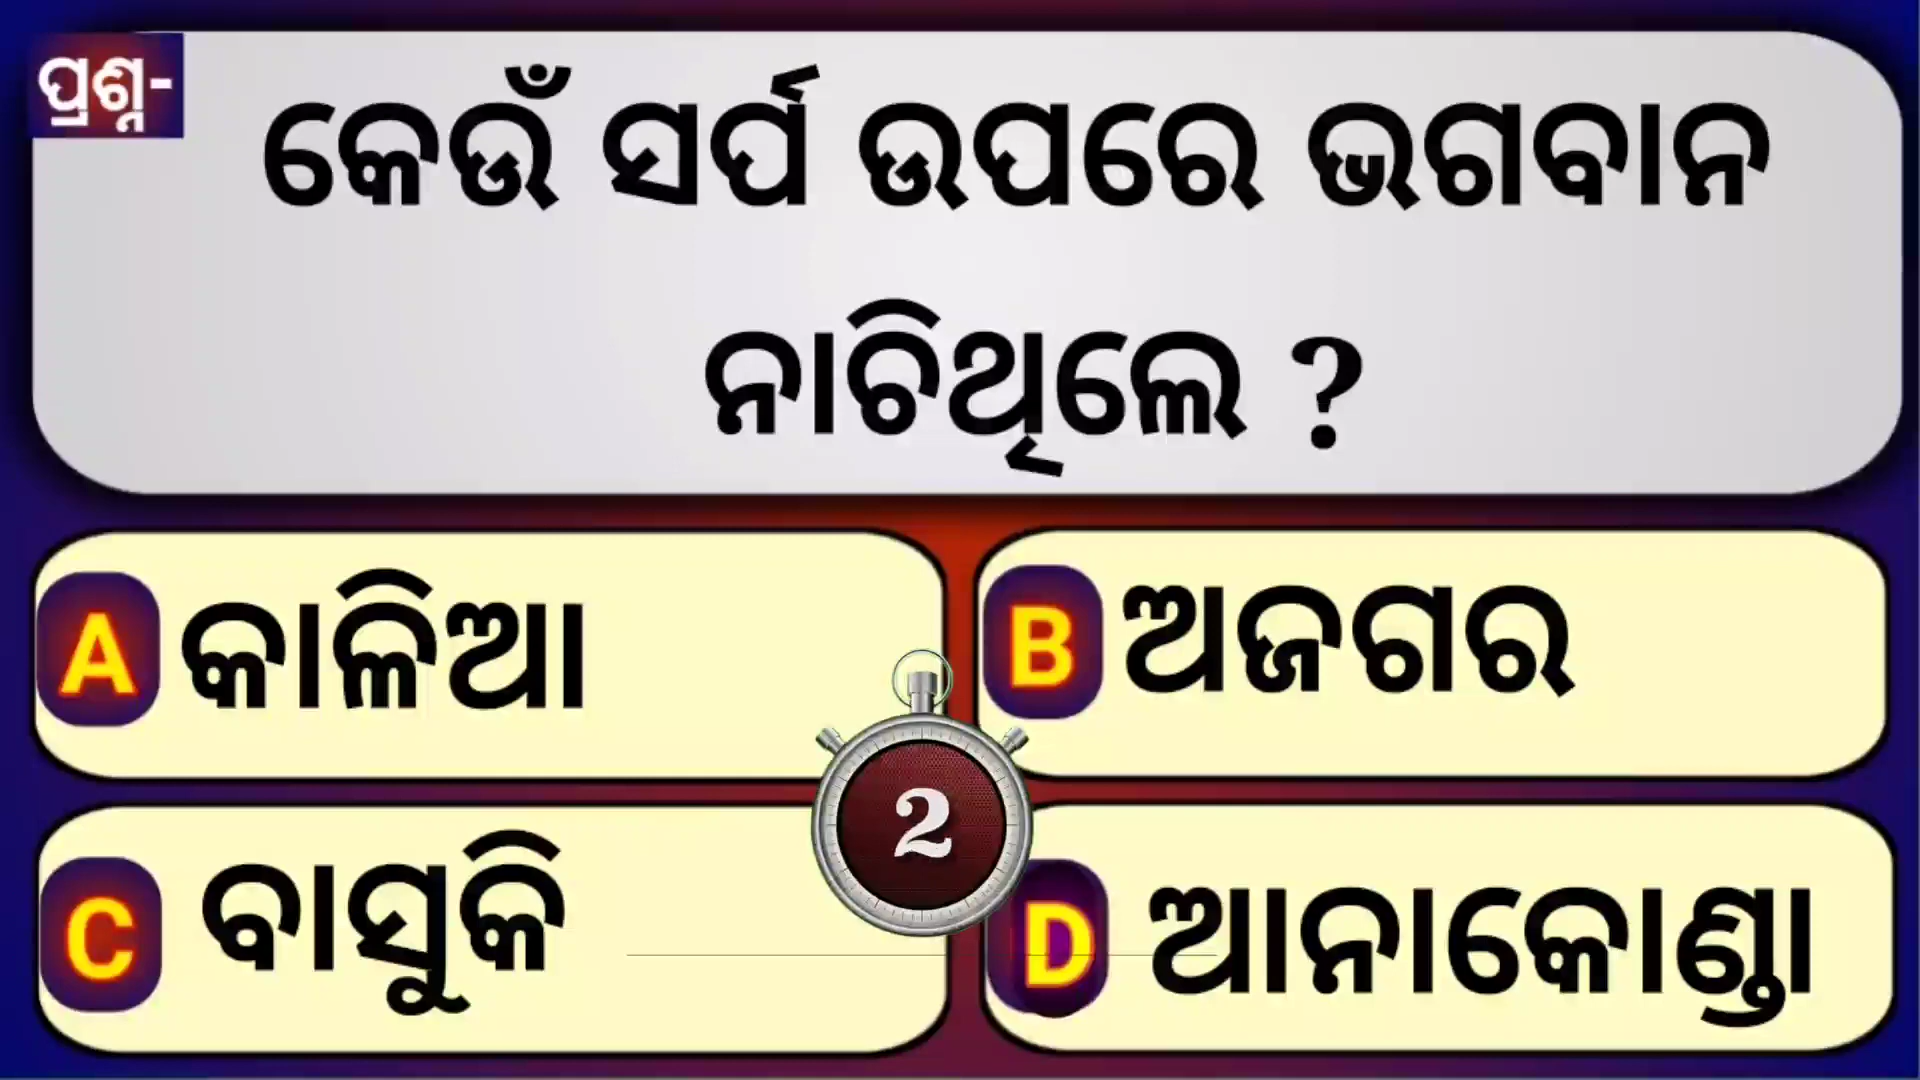 ପ୍ରଶ୍ନ-
କେଉଁ ସର୍ପ ଉପରେ ଭଗବାନ
ନାଚିଥିଲେ ?
A କାଳିଆ
B ଅଜଗର
2
C ବାସୁକି
D ଆନାକୋଣ୍ଡା